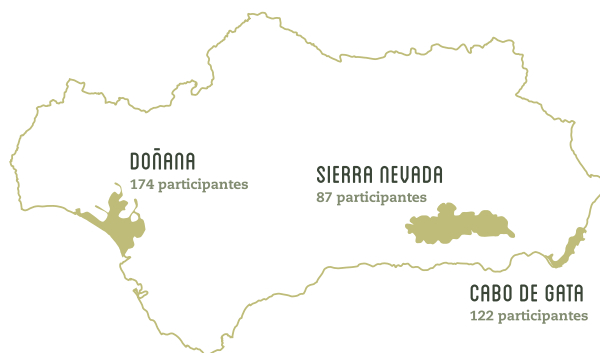 DOÑANA
174 participantes
SIERRA NEVADA
87 participantes
CABO DE GATA
122 participantes